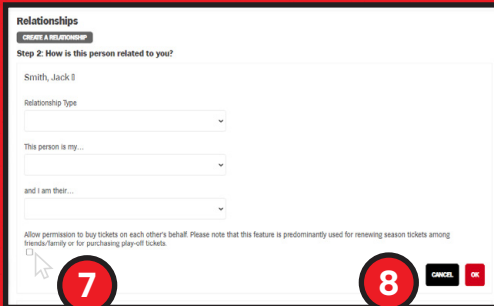 Relationships
CREATE A RELATIONSHIP
Step 2: How is this person related to you?
Smith, Jack
Relationship Type
This person is my...
and I am their...
Allow permission to buy tickets on each other's behalf. Please note that this feature is predominantly used for renewing season tickets among
friends/family or for purchasing play-off tickets.
7
8
CANCEL
OK